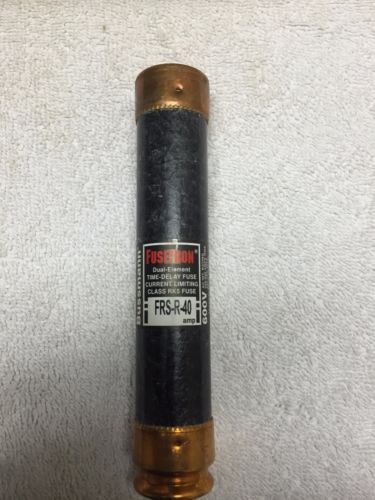 Bussmann
FUSETRON®
Dual-Element
TIME-DELAY FUSE
CURRENT LIMITING
CLASS RK5 FUSE
FRS-R-40
amp
600V